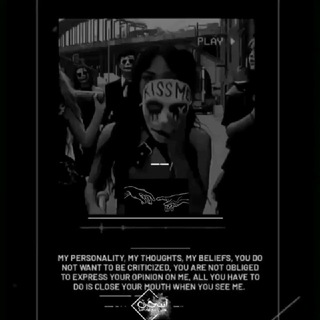 PLAY
KISS ME
MY PERSONALITY, MY THOUGHTS, MY BELIEFS, YOU DO
NOT WANT TO BE CRITICIZED, YOU ARE NOT OBLIGED
TO EXPRESS YOUR OPINION ON ME, ALL YOU HAVE TO
DO IS CLOSE YOUR MOUTH WHEN YOU SEE ME.